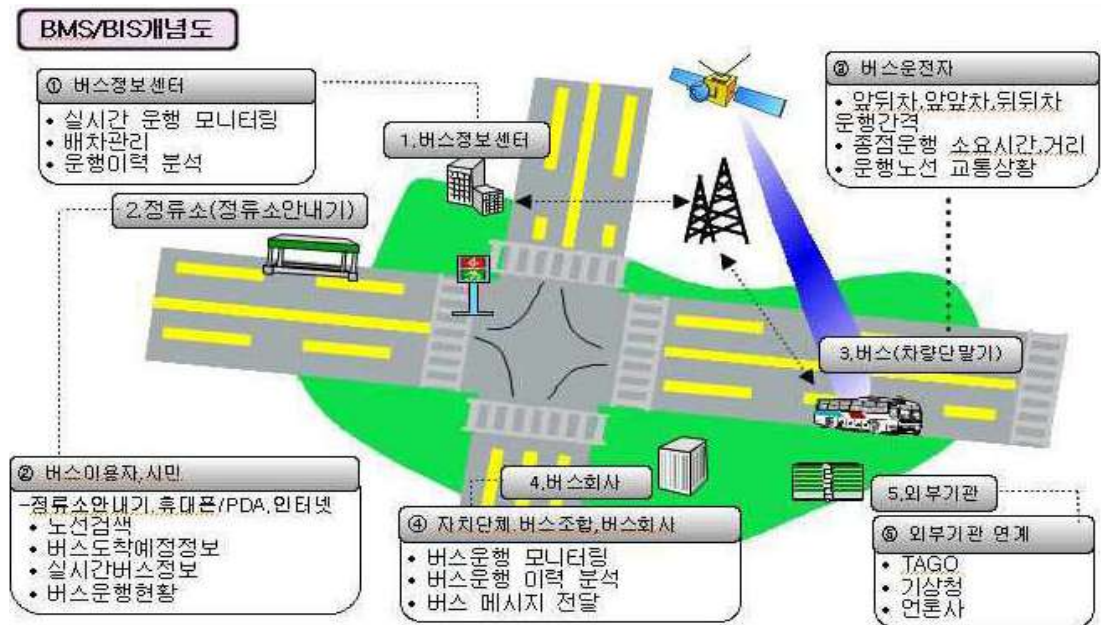 BMS/BIS개념도
① 버스정보센터
• 실시간 운행 모니터링
• 배차관리
• 운행이력 분석
1,버스정보센터
③ 버스운전자
• 앞뒤차,앞앞차,뒤뒤차
운행간격
• 종점운행 소요시간,거리
• 운행노선 교통상황
2.정류소(정류소안내기)
3,버스(차량단말기)
② 버스이용자,시민
-정류소안내기,휴대폰/PDA,인터넷
• 노선검색
• 버스도착예정정보
• 실시간버스정보
• 버스운행현황
4,버스회사
④ 자치단체,버스조합,버스회사
• 버스운행 모니터링
• 버스운행 이력 분석
• 버스 메시지 전달
5,외부기관
⑤ 외부기관 연계
• TAGO
• 기상청
• 언론사